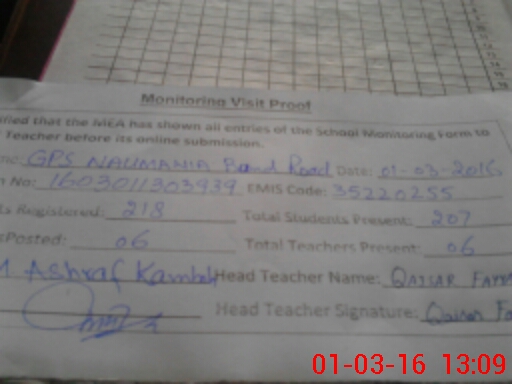 Monitoring Visit Proof
that the MEA has shown all entries of the School Monitoring Form to
Teacher before its online submission.
GPS NAUMANIA Band Road Date: 01-03-2016
No: 1603011303939 EMIS Code: 35220255
Registered: 218 Total Students Present: 207
Posted: 06 Total Teachers Present: 06
M Ashraf Kamboh Head Teacher Name: QAISAR
Head Teacher Signature: Qaiser
01-03-16 13:09